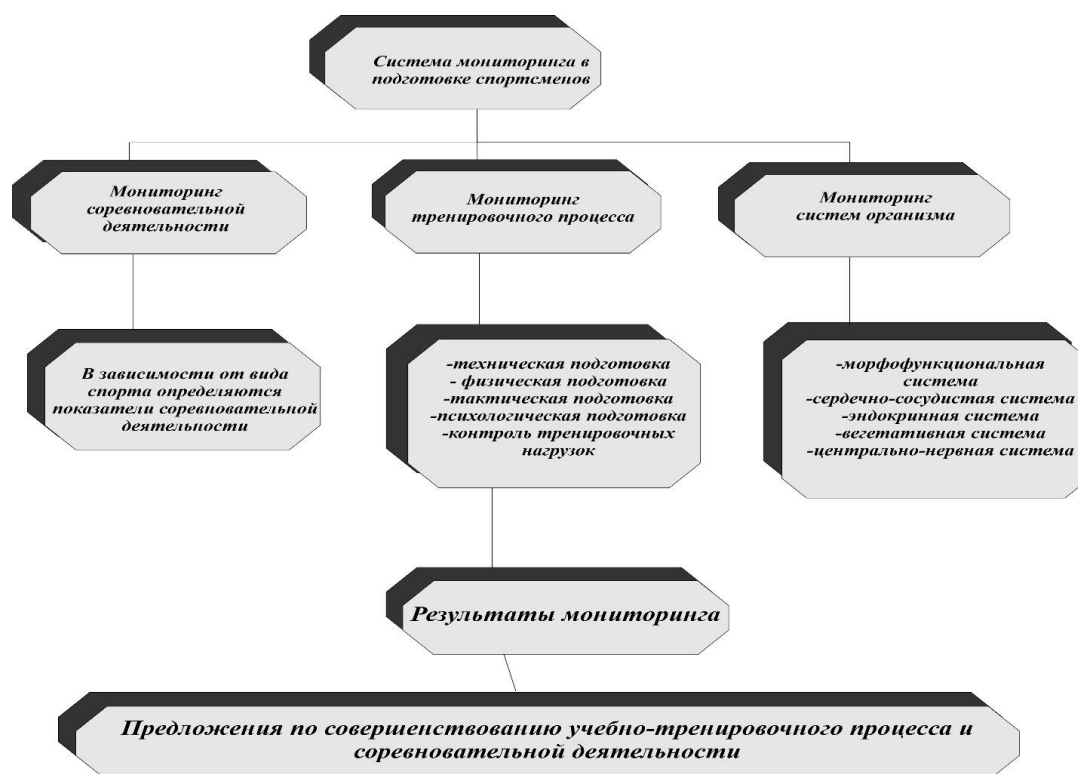 Система мониторинга в
подготовке спортсменов
Мониторинг
соревновательной
деятельности
Мониторинг
тренировочного процесса
Мониторинг
систем организма
В зависимости от вида
спорта определяются
показатели соревновательной
деятельности
-техническая подготовка
- физическая подготовка
-тактическая подготовка
-психологическая подготовка
-контроль тренировочных
нагрузок
-морфофункциональная
система
-сердечно-сосудистая система
-эндокринная система
-вегетативная система
-центрально-нервная система
Результаты мониторинга
Предложения по совершенствованию учебно-тренировочного процесса и
соревновательной деятельности